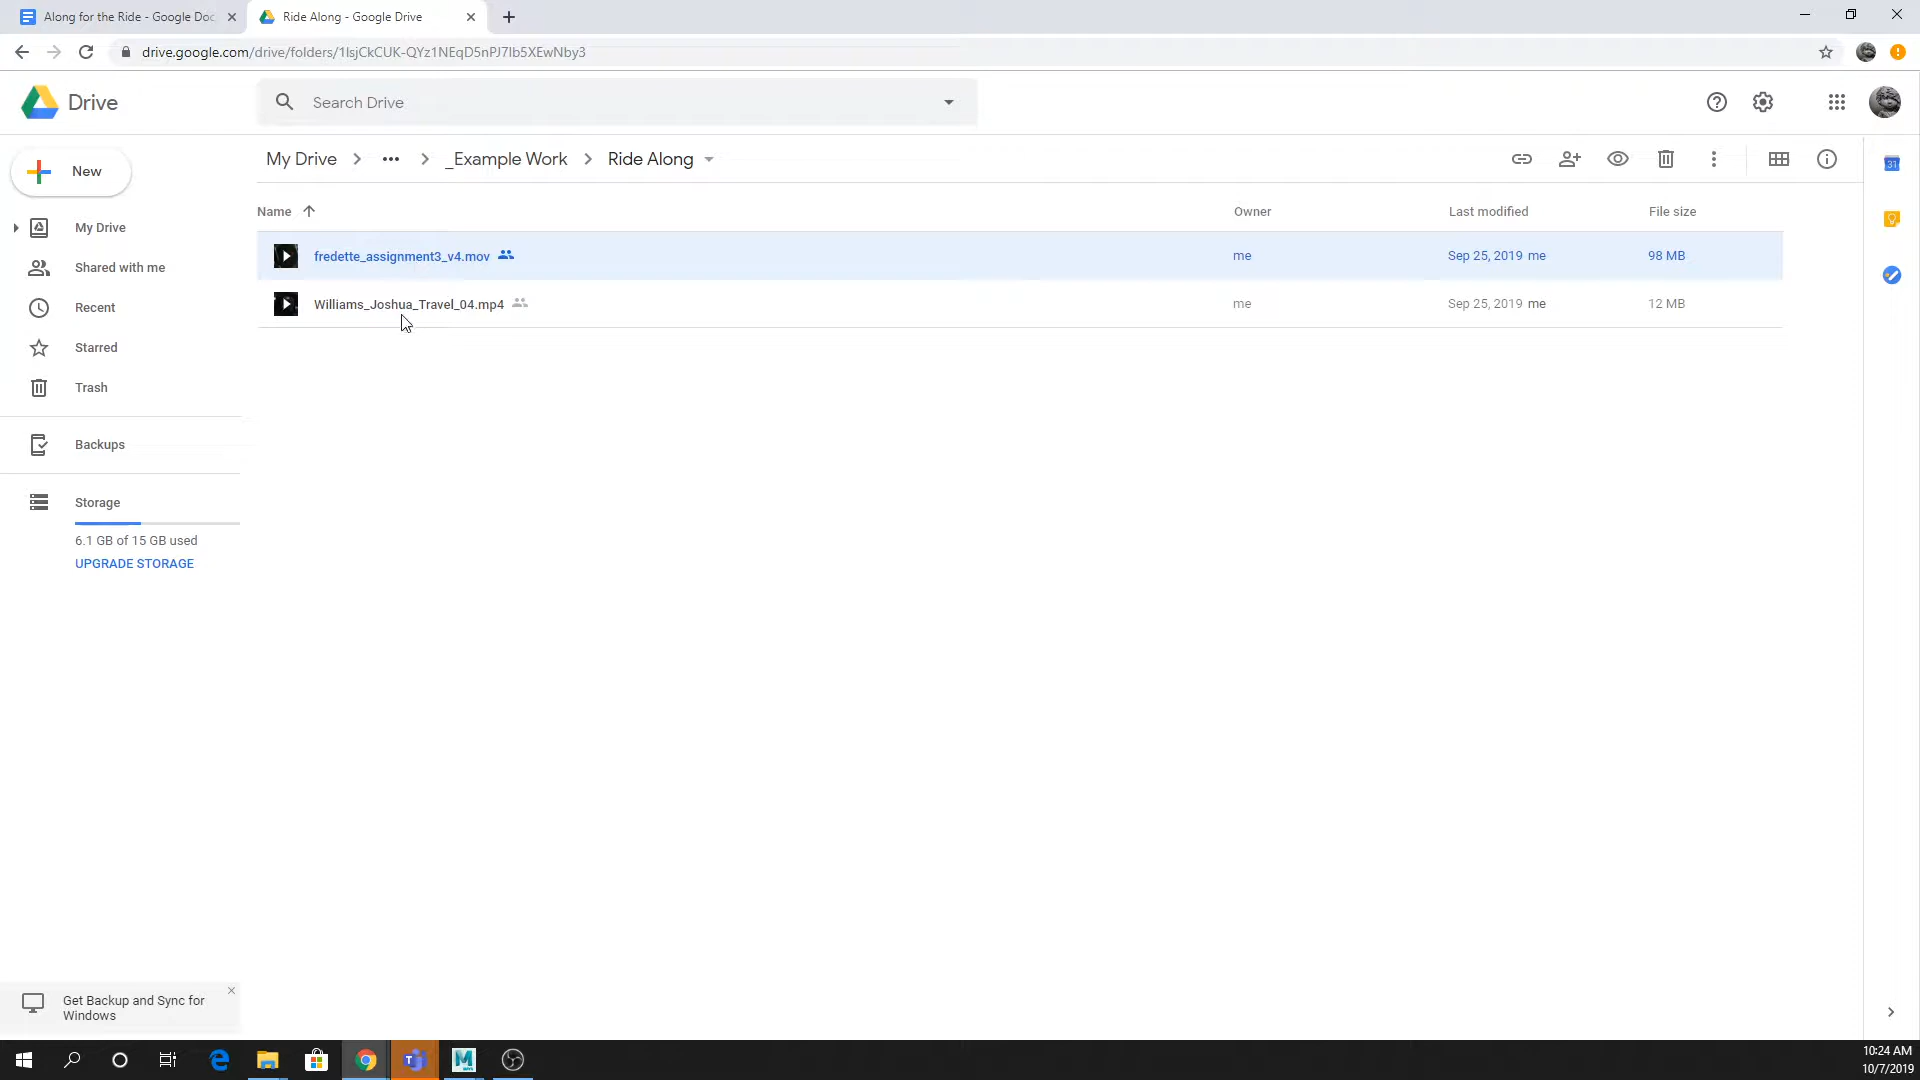 Along for the Ride - Google Doc
Ride Along - Google Drive
drive.google.com/drive/folders/1IsjCkCUK-QYz1NEqD5nPJ7Ib5XEwNby3
Drive
Search Drive
New
My Drive
_Example Work
Ride Along
31
Name
Owner
Last modified
File size
My Drive
fredette_assignment3_v4.mov
me
Sep 25, 2019 me
98 MB
Shared with me
Williams_Joshua_Travel_04.mp4
me
Sep 25, 2019 me
12 MB
Recent
Starred
Trash
Backups
Storage
6.1 GB of 15 GB used
UPGRADE STORAGE
Get Backup and Sync for
Windows
10:24 AM
10/7/2019